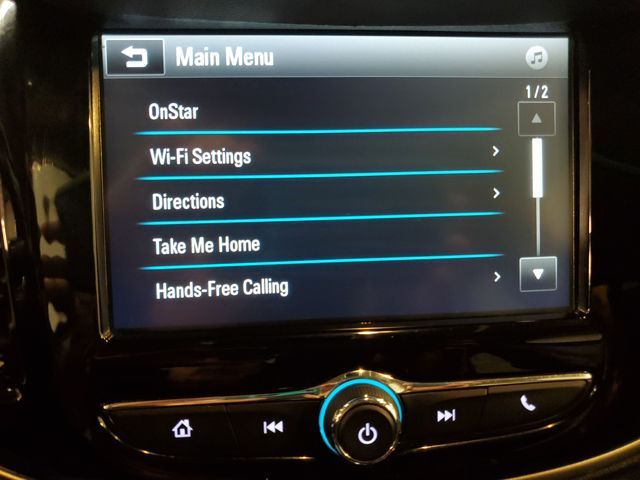 Main Menu
1/2
OnStar
Wi-Fi Settings
Directions
Take Me Home
Hands-Free Calling